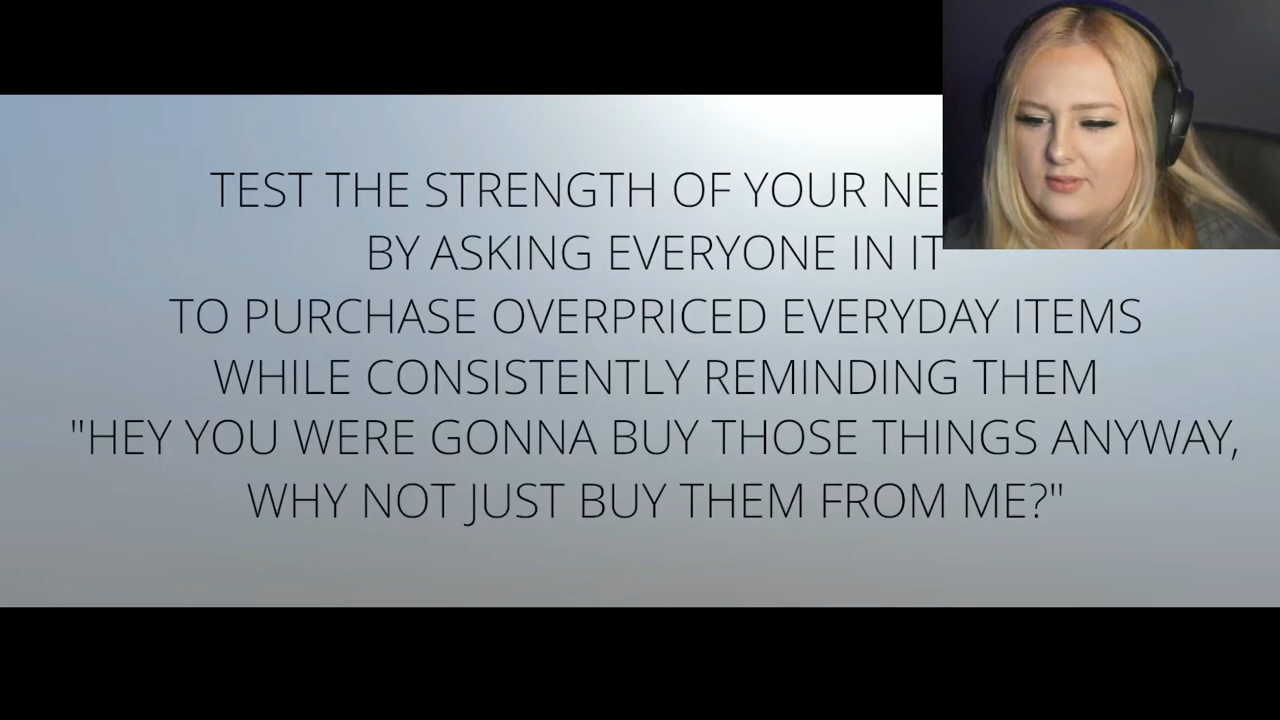 TEST THE STRENGTH OF YOUR
BY ASKING EVERYONE IN IT
TO PURCHASE OVERPRICED EVERYDAY ITEMS
WHILE CONSISTENTLY REMINDING THEM
"HEY YOU WERE GONNA BUY THOSE THINGS ANYWAY,
WHY NOT JUST BUY THEM FROM ME?"